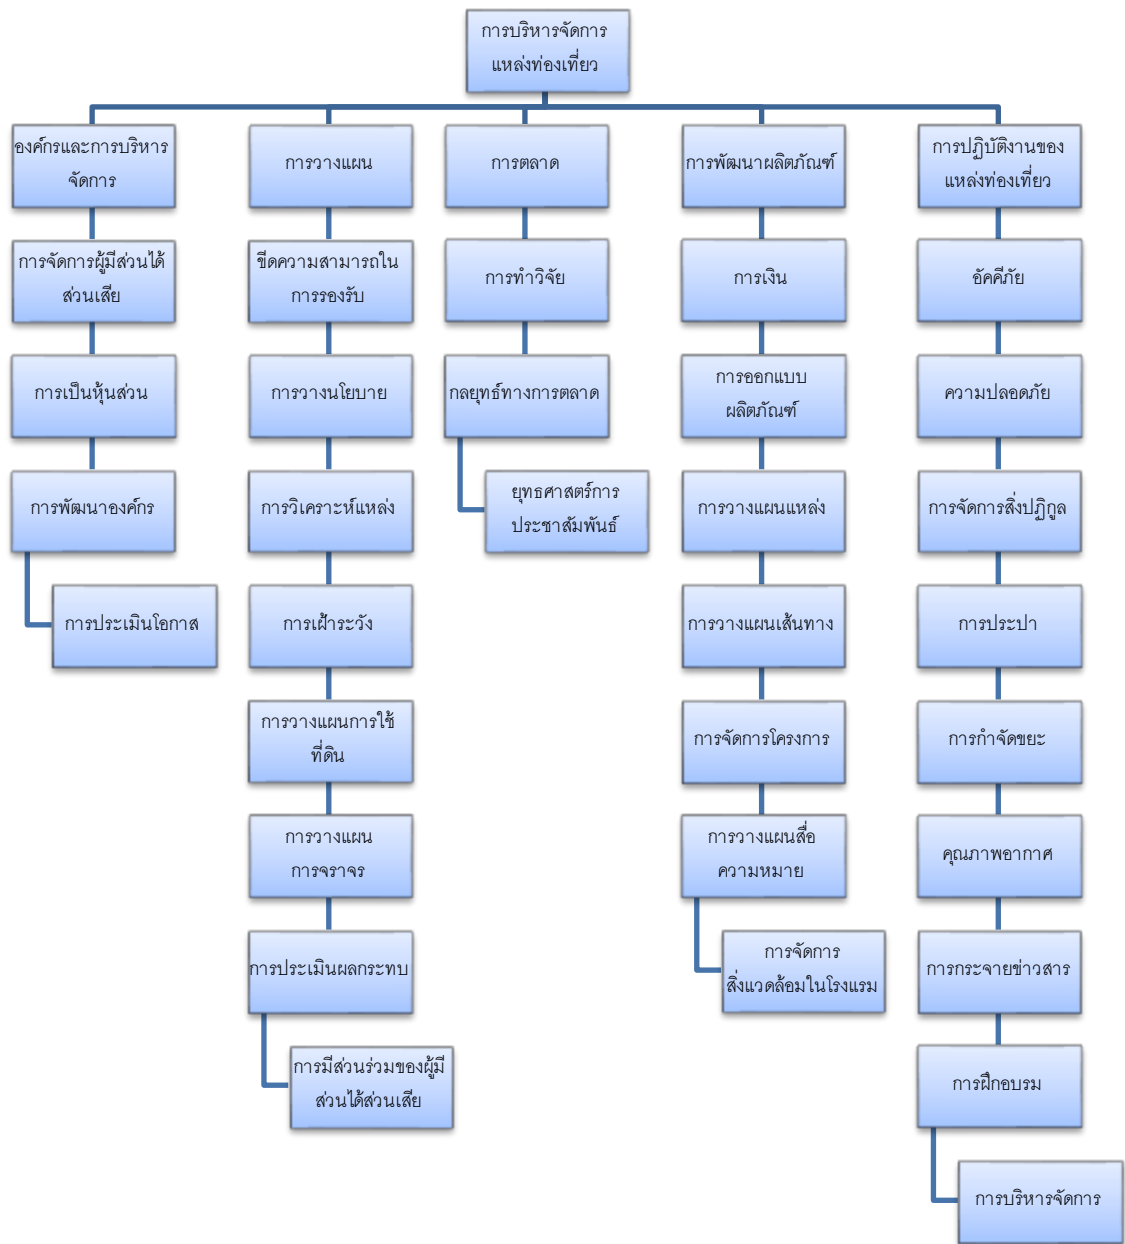 การบริหารจัดการ
แหล่งท่องเที่ยว
องค์กรและการบริหาร
จัดการ
การจัดการผู้มีส่วนได้
ส่วนเสีย
การเป็นหุ้นส่วน
การพัฒนาองค์กร
การประเมินโอกาส
การวางแผน
ขีดความสามารถใน
การรองรับ
การวางนโยบาย
การวิเคราะห์แหล่ง
การเฝ้าระวัง
การวางแผนการใช้
ที่ดิน
การวางแผน
การจราจร
การประเมินผลกระทบ
การมีส่วนร่วมของผู้มี
ส่วนได้ส่วนเสีย
การตลาด
การทำวิจัย
กลยุทธ์ทางการตลาด
ยุทธศาสตร์การ
ประชาสัมพันธ์
การพัฒนาผลิตภัณฑ์
การเงิน
การออกแบบ
ผลิตภัณฑ์
การวางแผนแหล่ง
การวางแผนเส้นทาง
การจัดการโครงการ
การวางแผนสื่อ
ความหมาย
การจัดการ
สิ่งแวดล้อมในโรงแรม
การปฏิบัติงานของ
แหล่งท่องเที่ยว
อัคคีภัย
ความปลอดภัย
การจัดการสิ่งปฏิกูล
การประปา
การกำจัดขยะ
คุณภาพอากาศ
การกระจายข่าวสาร
การฝึกอบรม
การบริหารจัดการ